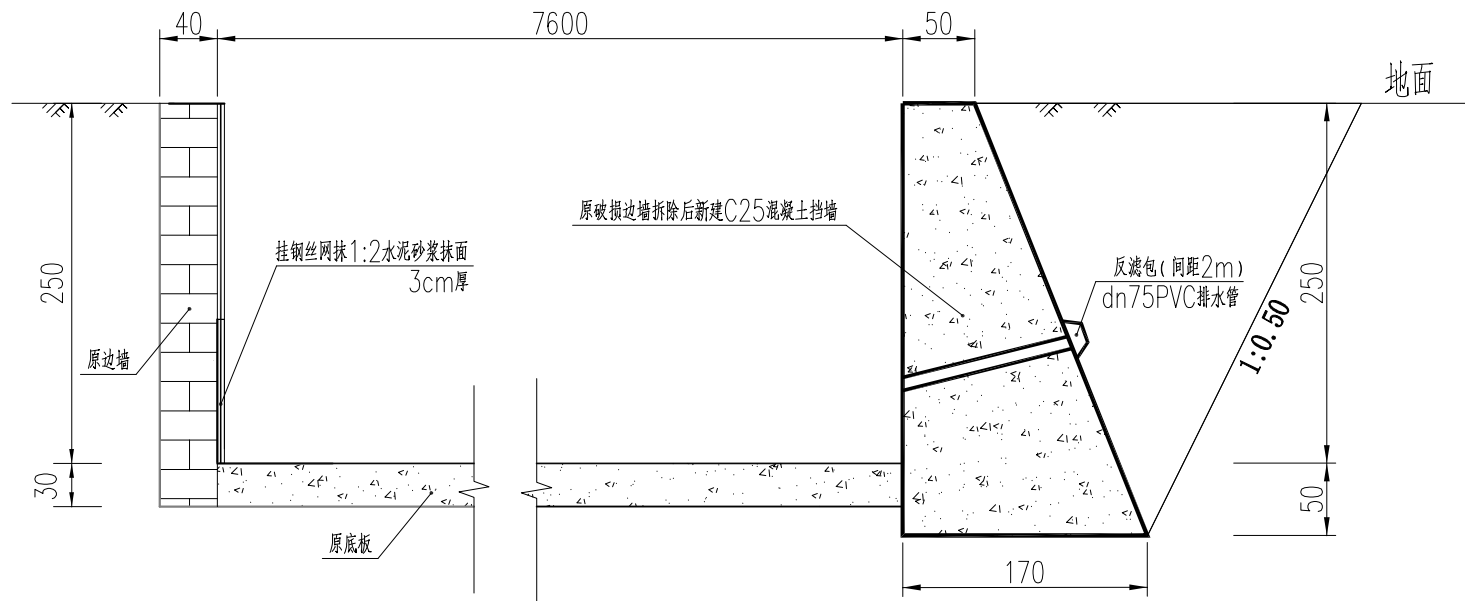 40
7600
50
地面
原破损边墙拆除后新建C25混凝土挡墙
挂钢丝网抹1:2水泥砂浆抹面
3cm厚
反滤包(间距2m)
dn75PVC排水管
250
250
1:0.50
原边墙
30
50
原底板
170